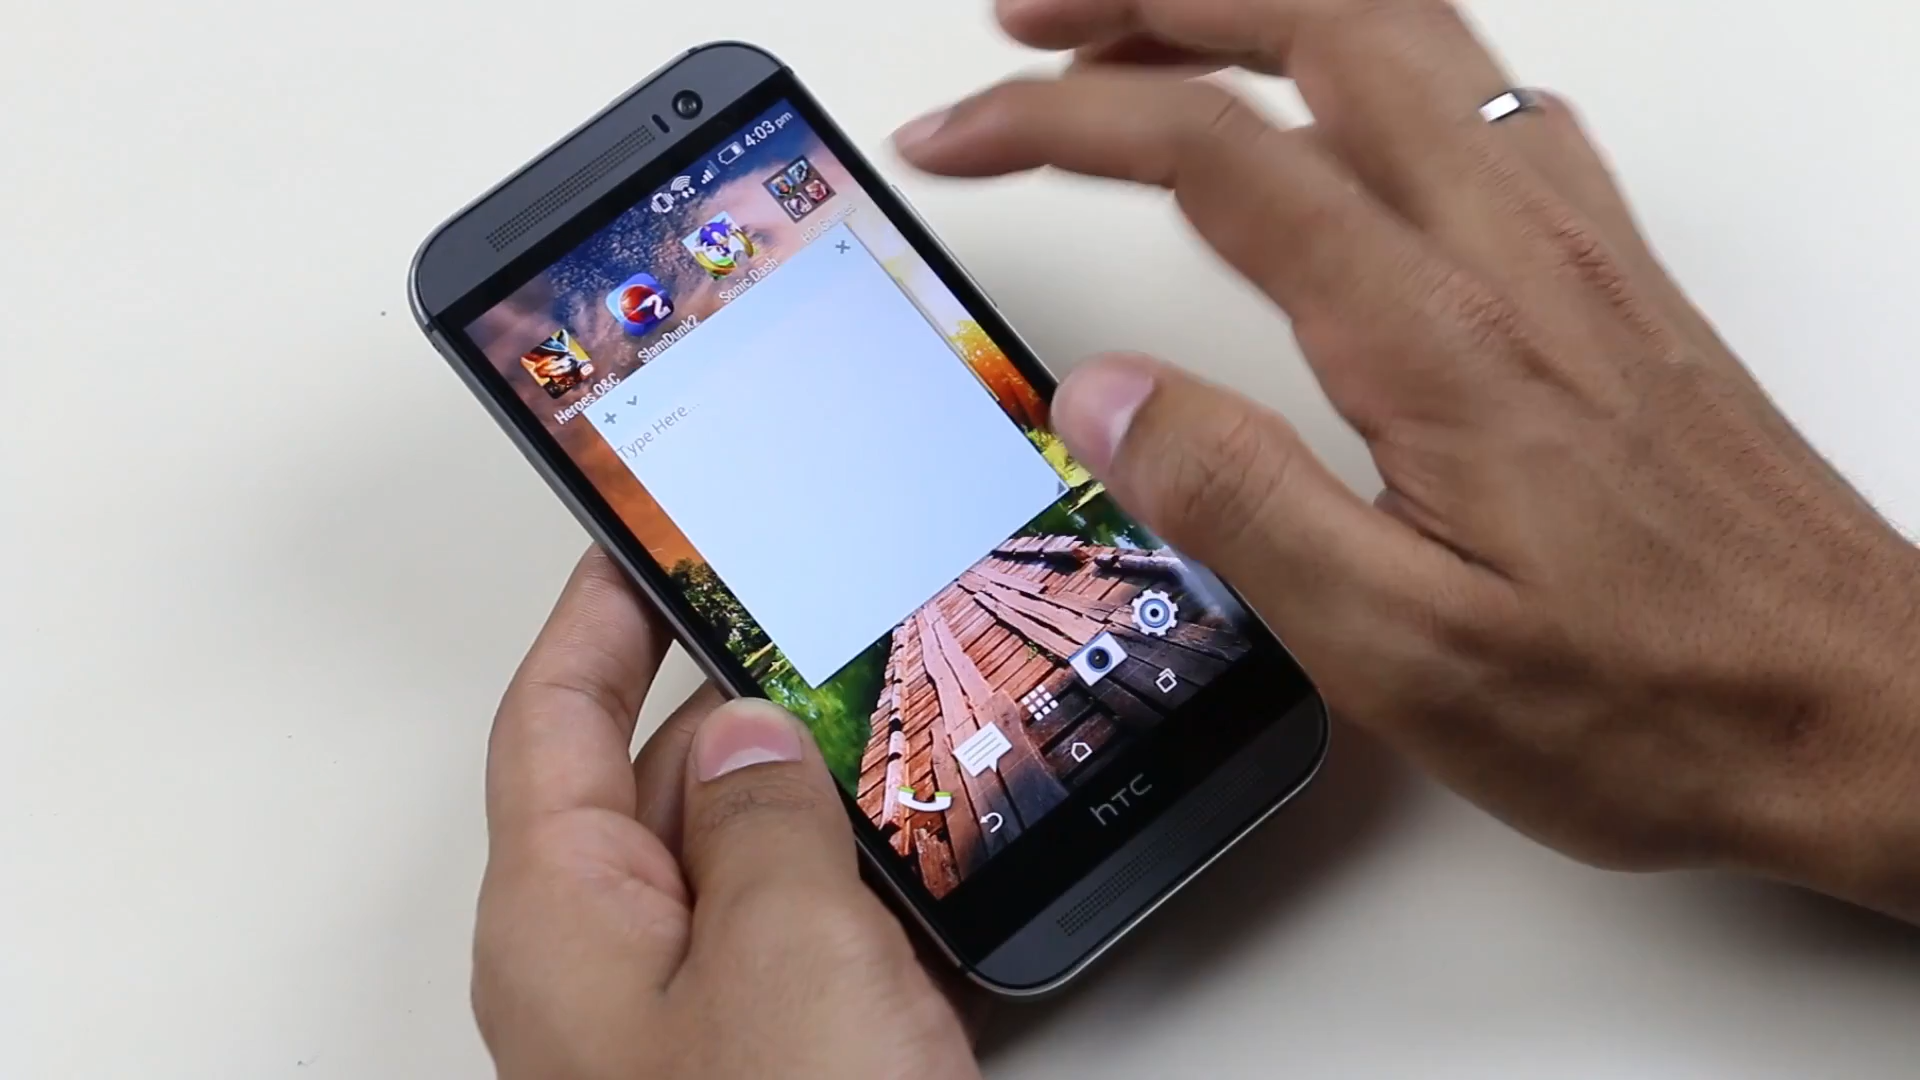 4:03 pm
Sonic Dash
SlamDunk2
Heroes O&C
Type Here...
hTC